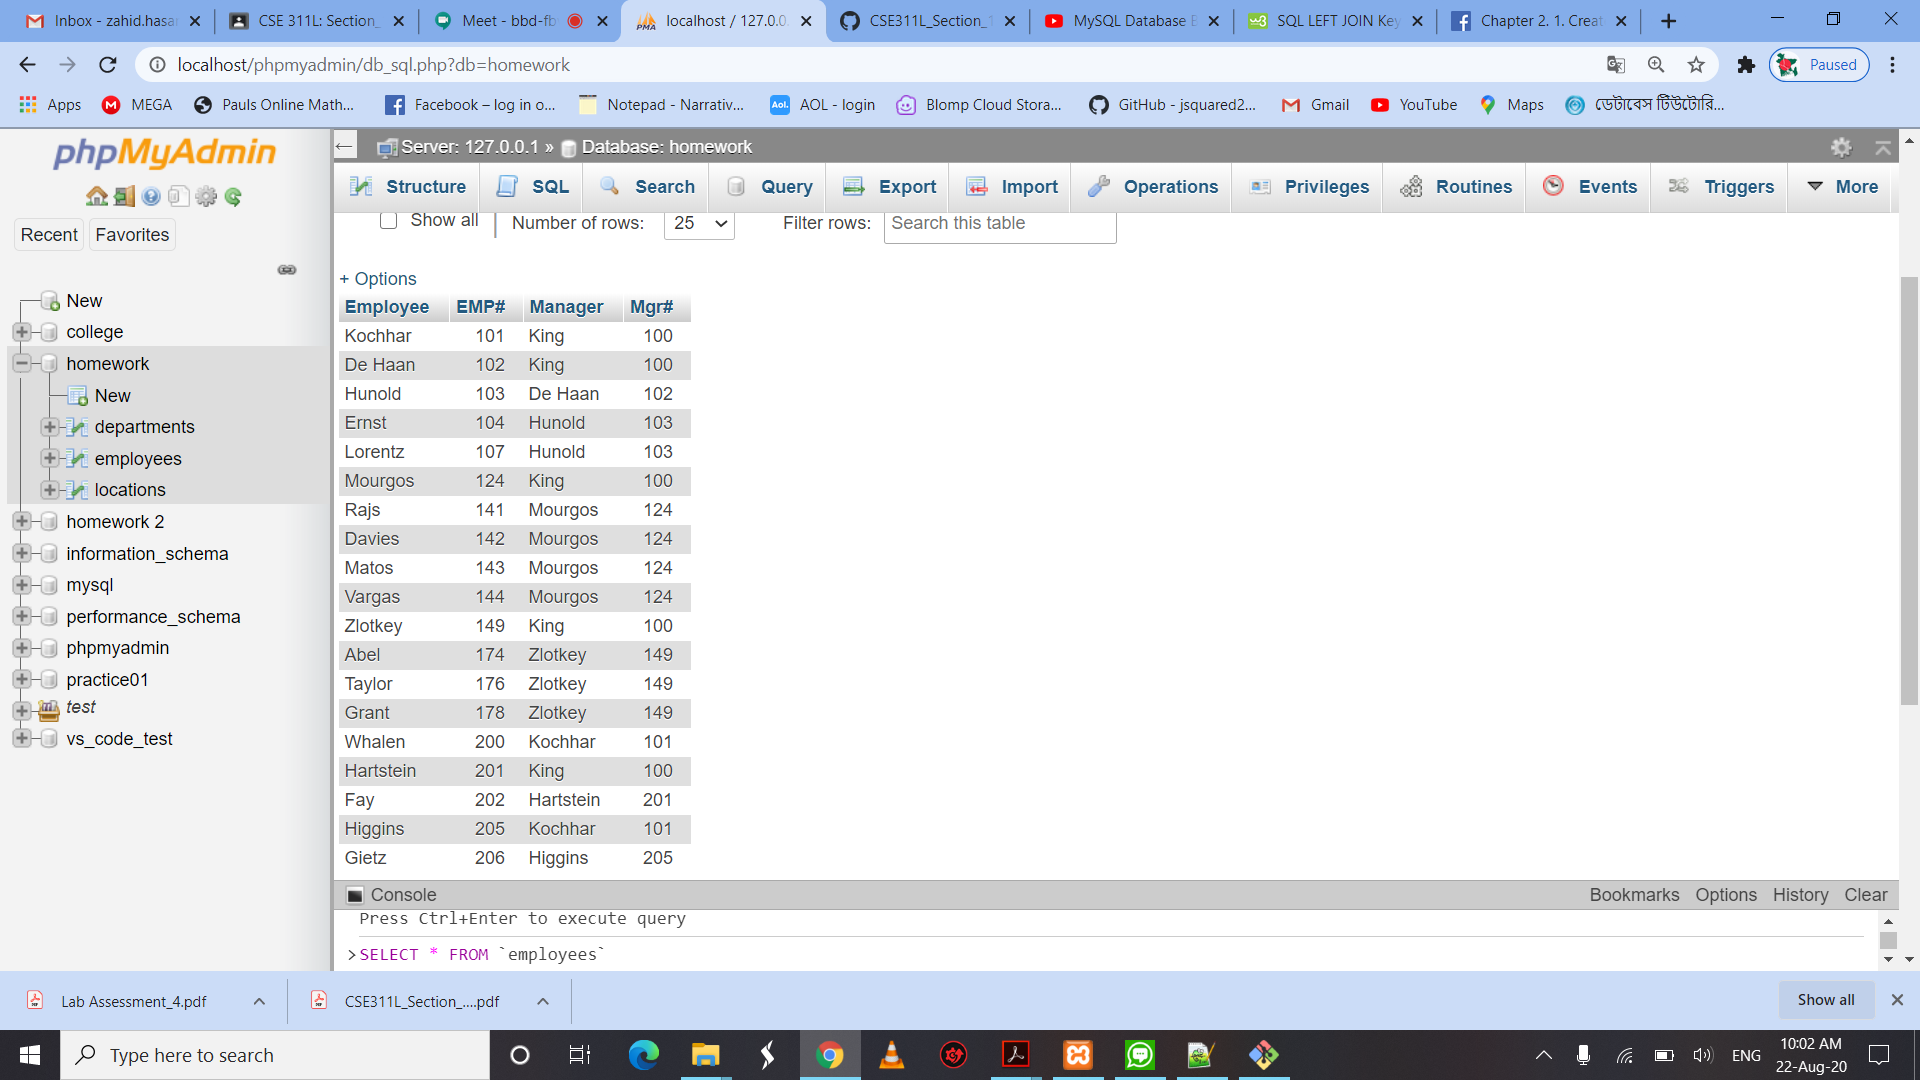 Inbox - zahid.hasan
CSE 311L: Section_
Meet - bbd-fb
localhost / 127.0.0.
CSE311L_Section_1
MySQL Database B
SQL LEFT JOIN Key
Chapter 2. 1. Creat
localhost/phpmyadmin/db_sql.php?db=homework
Paused
Apps
MEGA
Pauls Online Math...
Facebook – log in o...
Notepad - Narrativ...
Aol.
AOL - login
Blomp Cloud Stora...
GitHub - jsquared2...
Gmail
YouTube
Maps
ডেটাবেস টিউটোরি...
phpMyAdmin
Recent
Favorites
New
college
homework
New
departments
employees
locations
homework 2
information_schema
mysql
performance_schema
phpmyadmin
practice01
test
vs_code_test
Server: 127.0.0.1 » Database: homework
Structure
SQL
Search
Query
Export
Import
Operations
Privileges
Routines
Events
Triggers
More
Show all
Number of rows: 25
Filter rows: Search this table
+ Options
Employee EMP# Manager Mgr#
Kochhar 101 King 100
De Haan 102 King 100
Hunold 103 De Haan 102
Ernst 104 Hunold 103
Lorentz 107 Hunold 103
Mourgos 124 King 100
Rajs 141 Mourgos 124
Davies 142 Mourgos 124
Matos 143 Mourgos 124
Vargas 144 Mourgos 124
Zlotkey 149 King 100
Abel 174 Zlotkey 149
Taylor 176 Zlotkey 149
Grant 178 Zlotkey 149
Whalen 200 Kochhar 101
Hartstein 201 King 100
Fay 202 Hartstein 201
Higgins 205 Kochhar 101
Gietz 206 Higgins 205
Console
Bookmarks Options History Clear
Press Ctrl+Enter to execute query
>SELECT * FROM `employees`
Lab Assessment_4.pdf
CSE311L_Section_....pdf
Show all
Type here to search
ENG
10:02 AM
22-Aug-20